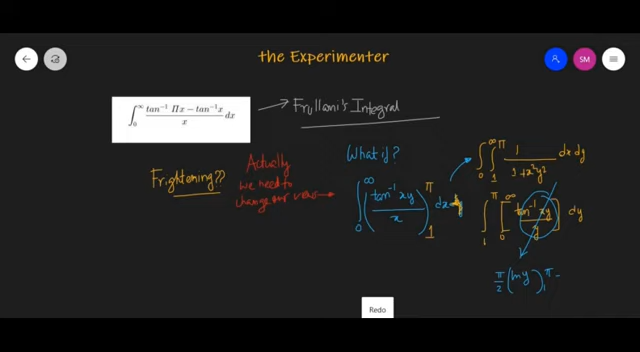 the Experimenter
SM
∫₀^∞ (tan⁻¹ Πx − tan⁻¹ x)/x dx
Frullani's Integral
What if?
Frightening??
Actually
we need to
change our view
∫₀^∞ (tan⁻¹ xy / x)₁^π dx
∫₀^∞ ∫₁^π 1/(1+x²y²) dx dy
∫₁^π [∫₀^∞ tan⁻¹ xy / y] dy
π/2 (ln y)₁^π =
Redo